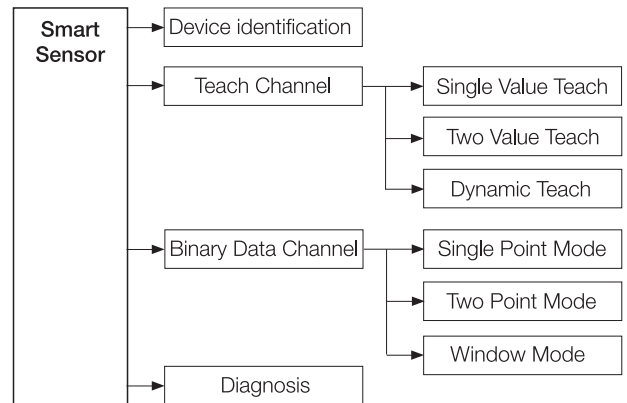 Smart
Sensor
Device identification
Teach Channel
Single Value Teach
Two Value Teach
Dynamic Teach
Binary Data Channel
Single Point Mode
Two Point Mode
Window Mode
Diagnosis